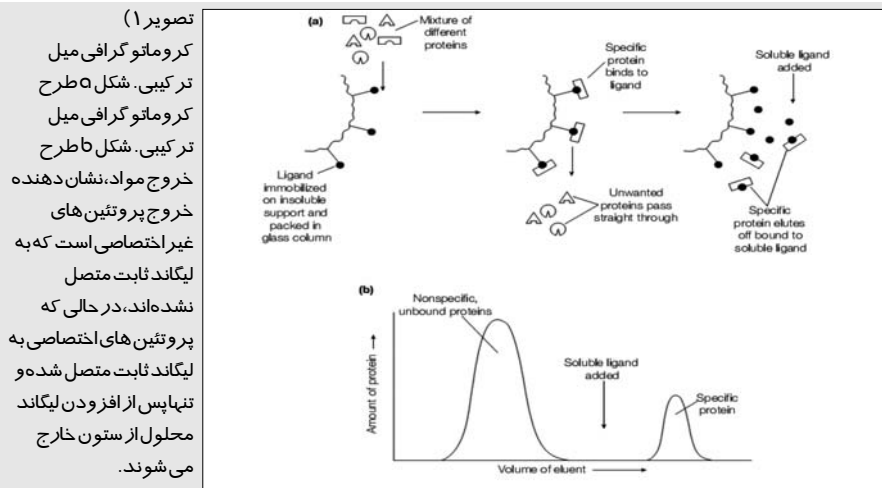 تصویر ۱)
کروماتوگرافی میل
ترکیبی. شکل a طرح
کروماتوگرافی میل
ترکیبی. شکل b طرح
خروج مواد، نشان دهنده
خروج پروتئین های
غیر اختصاصی است که به
لیگاند ثابت متصل
نشده‌اند، در حالی که
پروتئین های اختصاصی به
لیگاند ثابت متصل شده و
تنها پس از افزودن لیگاند
محلول از ستون خارج
می شوند.
(a)
Mixture of
different
proteins
Ligand
immobilized
on insoluble
support and
packed in
glass column
Specific
protein
binds to
ligand
Unwanted
proteins pass
straight through
Soluble ligand
added
Specific
protein elutes
off bound to
soluble ligand
(b)
Nonspecific,
unbound proteins
Soluble ligand
added
Specific
protein
Amount of protein
Volume of eluent